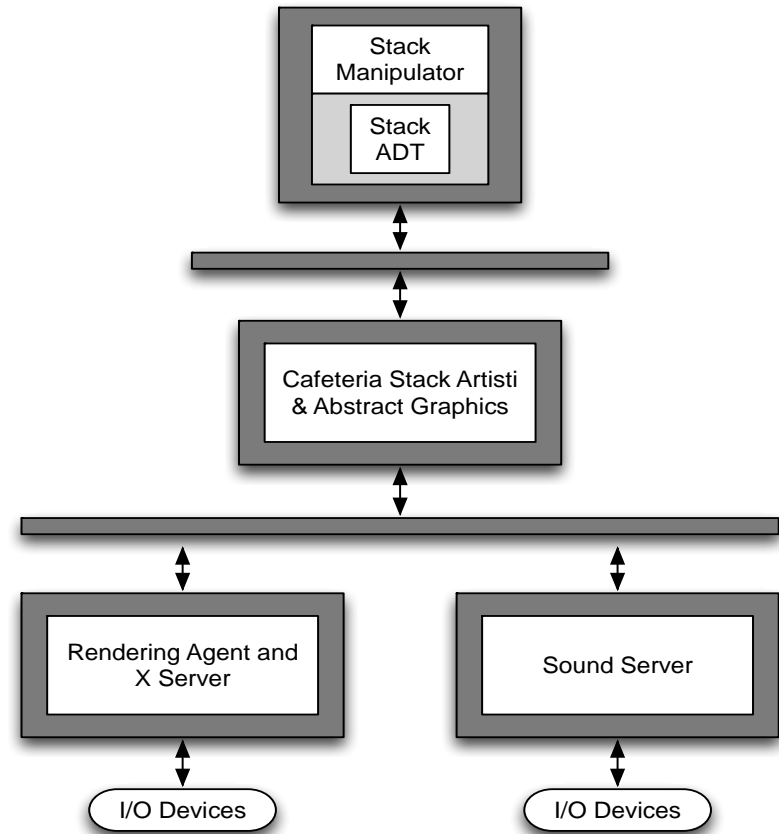 Stack
Manipulator
Stack
ADT
Cafeteria Stack Artisti
& Abstract Graphics
Rendering Agent and
X Server
Sound Server
I/O Devices
I/O Devices